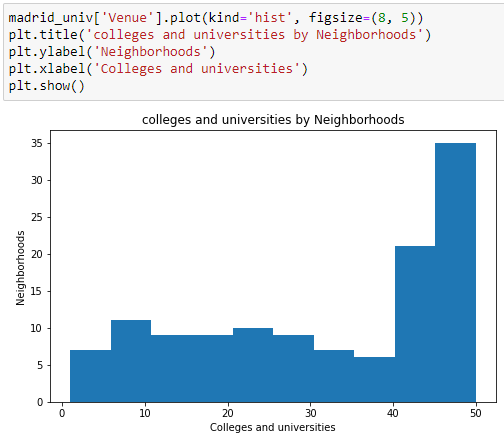 madrid_univ['Venue'].plot(kind='hist', figsize=(8, 5))
plt.title('colleges and universities by Neighborhoods')
plt.ylabel('Neighborhoods')
plt.xlabel('Colleges and universities')
plt.show()
colleges and universities by Neighborhoods
35
30
25
20
15
10
5
0
Neighborhoods
0 10 20 30 40 50
Colleges and universities